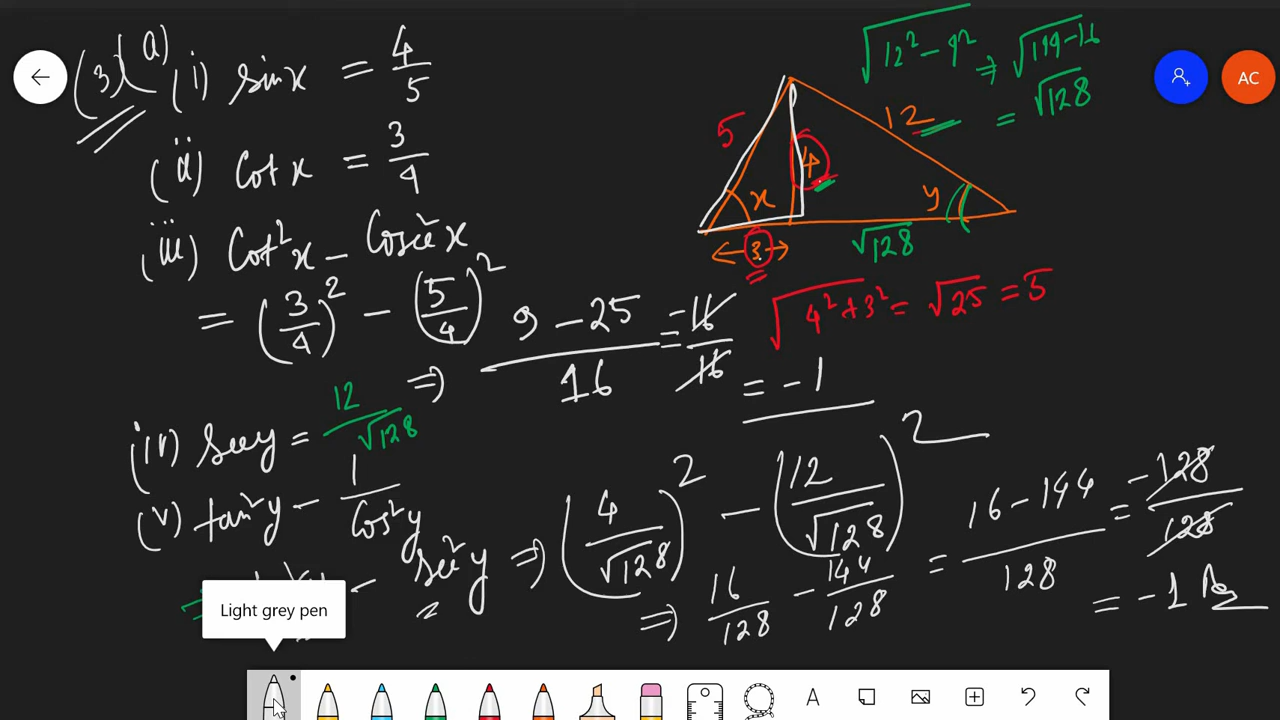 (3)(a) (i) sin x = 4/5
(ii) Cot x = 3/4
(iii) Cot²x - Cosec²x
= (3/4)² - (5/4)² ⇒ 9 - 25 / 16 = -16/16
= -1
(iv) sec y = 12/√128
(v) tan²y - 1/Cos²y
- sec²y ⇒ (4/√128)² - (12/√128)²
⇒ 16/128 - 144/128 = 16 - 144 / 128 = -128/128
= -1
√12² - 4² ⇒ √144-16
= √128
5
12
4
x
y
3
√128
√4² + 3² = √25 = 5
AC
Light grey pen
A